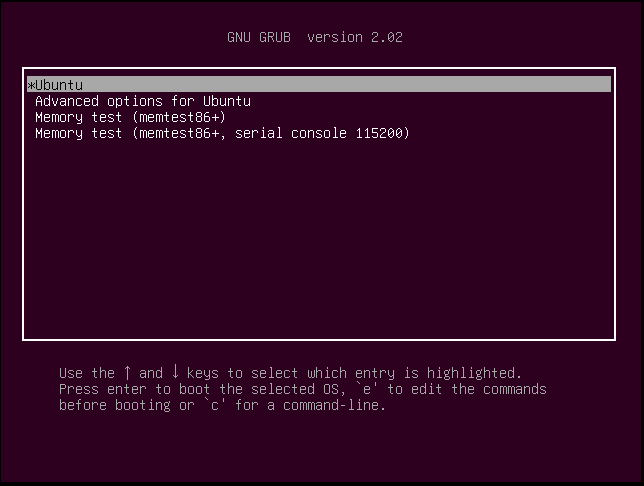 GNU GRUB  version 2.02
*Ubuntu
Advanced options for Ubuntu
Memory test (memtest86+)
Memory test (memtest86+, serial console 115200)
Use the ↑ and ↓ keys to select which entry is highlighted.
Press enter to boot the selected OS, `e' to edit the commands
before booting or `c' for a command-line.